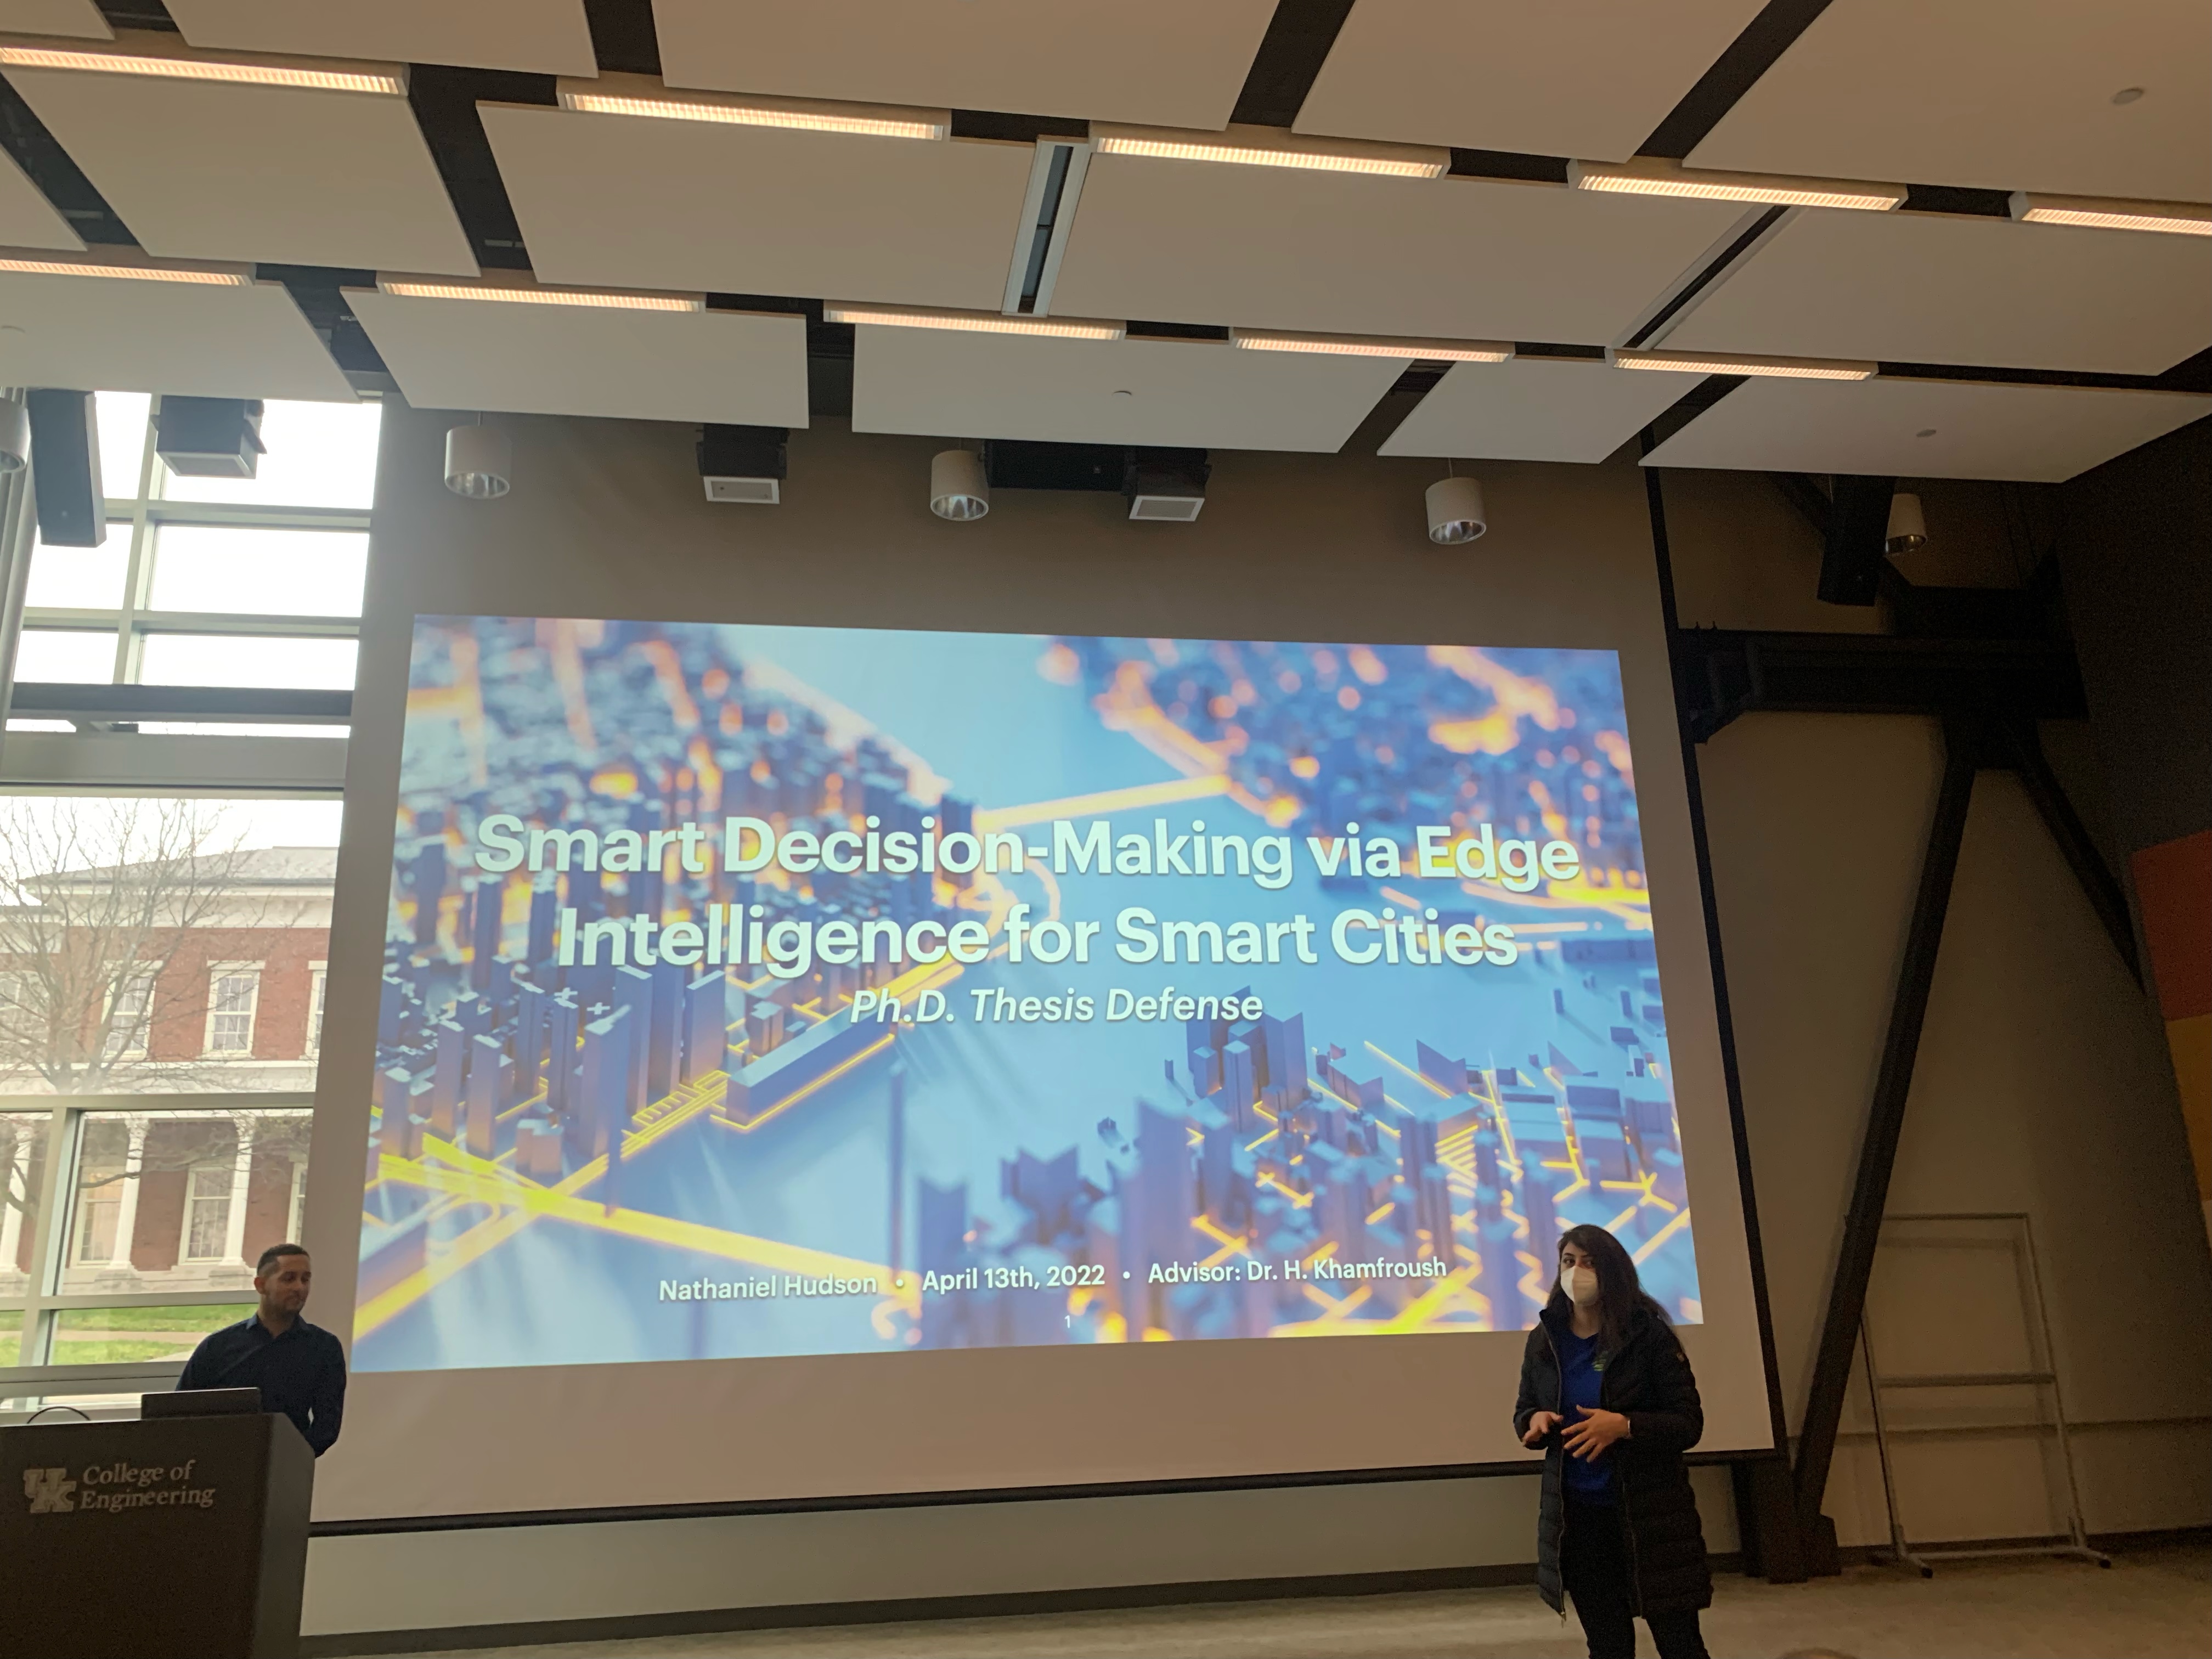 Smart Decision-Making via Edge
Intelligence for Smart Cities
Ph.D. Thesis Defense
Nathaniel Hudson • April 13th, 2022 • Advisor: Dr. H. Khamfroush
1
UK College of
Engineering